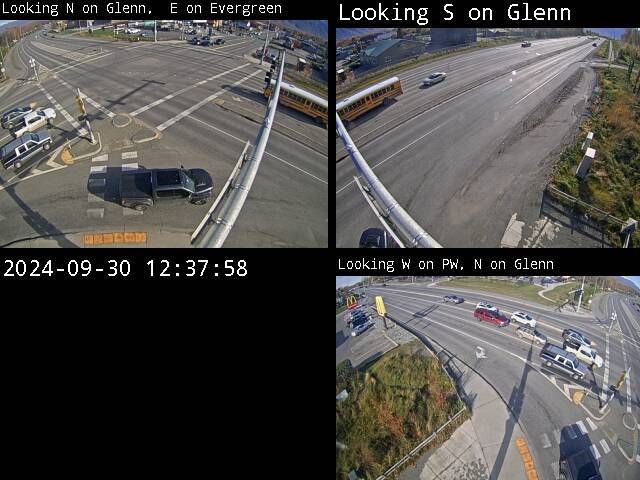 Looking N on Glenn, E on Evergreen
Looking S on Glenn
2024-09-30 12:37:58
Looking W on PW, N on Glenn